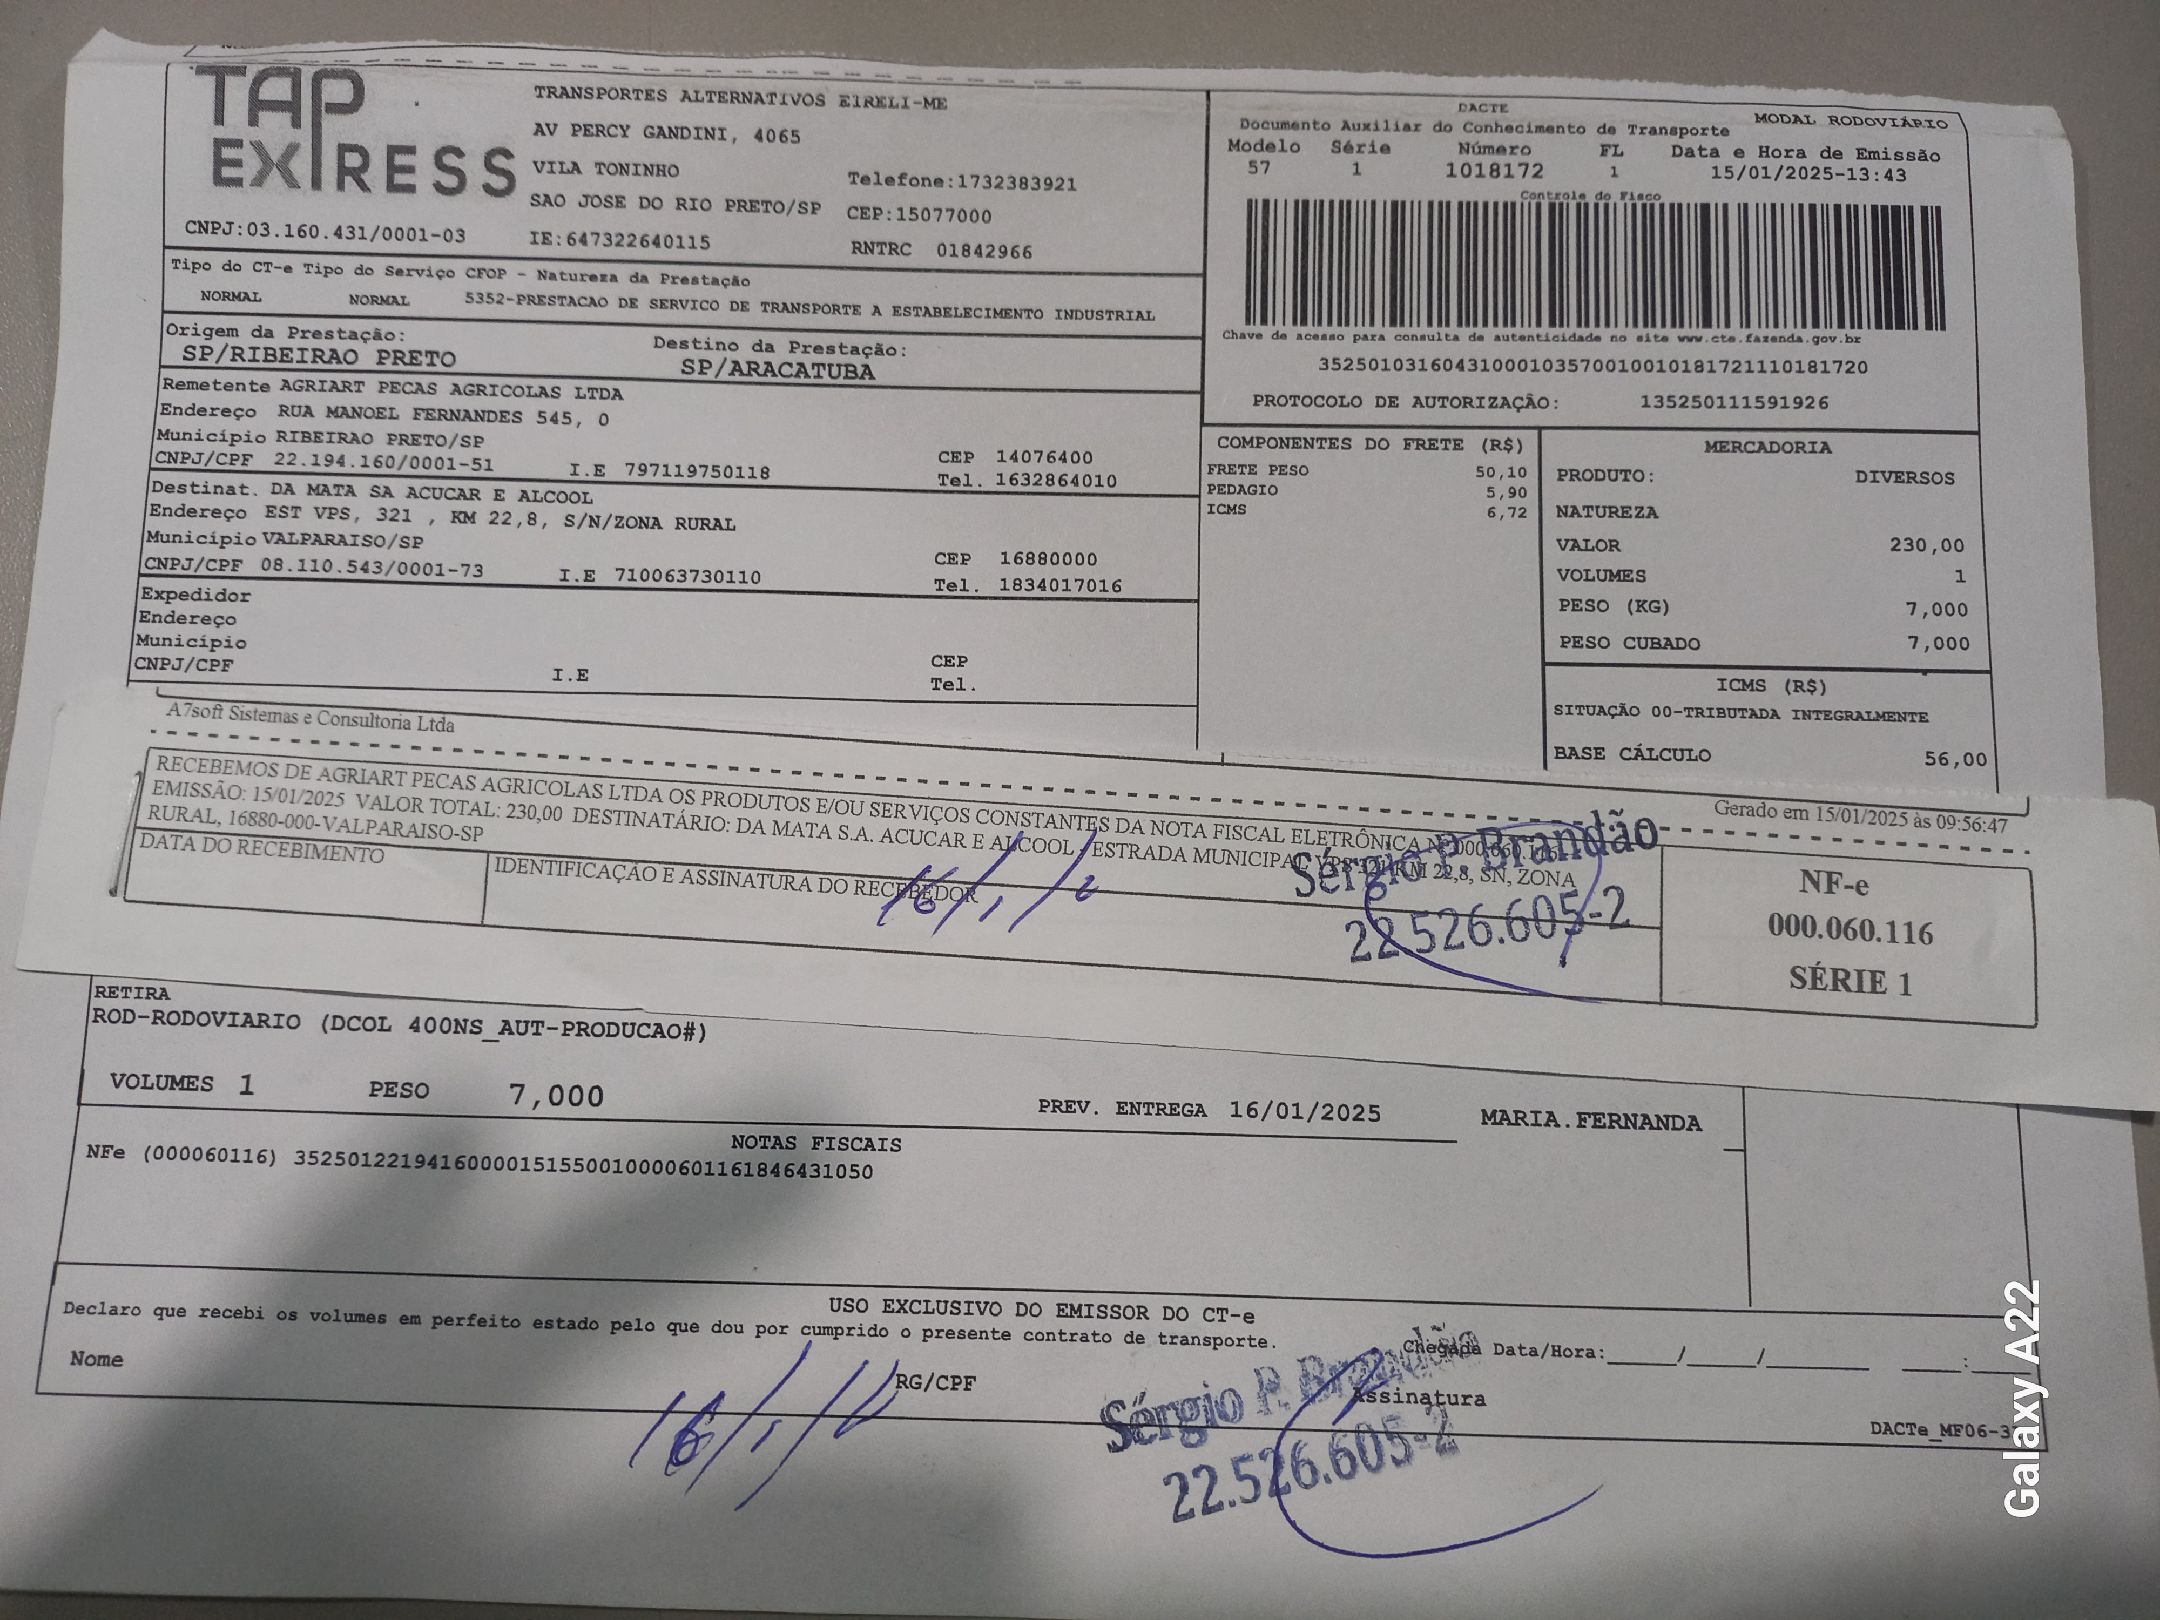 TAP
EXPRESS
TRANSPORTES ALTERNATIVOS EIRELI-ME
AV PERCY GANDINI, 4065
VILA TONINHO
Telefone:1732383921
SAO JOSE DO RIO PRETO/SP
CEP:15077000
CNPJ:03.160.431/0001-03
IE:647322640115
RNTRC 01842966
DACTE
MODAL RODOVIÁRIO
Documento Auxiliar do Conhecimento de Transporte
Modelo Série Número FL Data e Hora de Emissão
57 1 1018172 1 15/01/2025-13:43
Controle do Fisco
Chave de acesso para consulta de autenticidade no site www.cte.fazenda.gov.br
35250103160431000103570010010181721110181720
PROTOCOLO DE AUTORIZAÇÃO: 135250111591926
Tipo do CT-e Tipo do Serviço CFOP - Natureza da Prestação
NORMAL NORMAL 5352-PRESTACAO DE SERVICO DE TRANSPORTE A ESTABELECIMENTO INDUSTRIAL
Origem da Prestação: Destino da Prestação:
SP/RIBEIRAO PRETO SP/ARACATUBA
Remetente AGRIART PECAS AGRICOLAS LTDA
Endereço RUA MANOEL FERNANDES 545, 0
Município RIBEIRAO PRETO/SP CEP 14076400
CNPJ/CPF 22.194.160/0001-51 I.E 797119750118 Tel. 1632864010
Destinat. DA MATA SA ACUCAR E ALCOOL
Endereço EST VPS, 321 , KM 22,8, S/N/ZONA RURAL
Município VALPARAISO/SP CEP 16880000
CNPJ/CPF 08.110.543/0001-73 I.E 710063730110 Tel. 1834017016
Expedidor
Endereço
Município CEP
CNPJ/CPF I.E Tel.
COMPONENTES DO FRETE (R$)
FRETE PESO 50,10
PEDAGIO 5,90
ICMS 6,72
MERCADORIA
PRODUTO: DIVERSOS
NATUREZA
VALOR 230,00
VOLUMES 1
PESO (KG) 7,000
PESO CUBADO 7,000
ICMS (R$)
SITUAÇÃO 00-TRIBUTADA INTEGRALMENTE
BASE CÁLCULO 56,00
A7soft Sistemas e Consultoria Ltda
Gerado em 15/01/2025 às 09:56:47
RECEBEMOS DE AGRIART PECAS AGRICOLAS LTDA OS PRODUTOS E/OU SERVIÇOS CONSTANTES DA NOTA FISCAL ELETRÔNICA
EMISSÃO: 15/01/2025 VALOR TOTAL: 230,00 DESTINATÁRIO: DA MATA S.A. ACUCAR E ALCOOL, ESTRADA MUNICIPAL VPS 321, KM 22,8, SN, ZONA
RURAL, 16880-000-VALPARAISO-SP
DATA DO RECEBIMENTO
IDENTIFICAÇÃO E ASSINATURA DO RECEBEDOR
16/1/
Sérgio P. Brandão
22.526.605-2
NF-e
000.060.116
SÉRIE 1
RETIRA
ROD-RODOVIARIO (DCOL 400NS_AUT-PRODUCAO#)
VOLUMES 1 PESO 7,000 PREV. ENTREGA 16/01/2025 MARIA.FERNANDA
NOTAS FISCAIS
NFe (000060116) 35250122194160000151550010000601161846431050
USO EXCLUSIVO DO EMISSOR DO CT-e
Declaro que recebi os volumes em perfeito estado pelo que dou por cumprido o presente contrato de transporte.
Chegada Data/Hora:____/____/______ ____:
Nome RG/CPF Assinatura
16/1/
Sérgio P. Brandão
22.526.605-2
DACTe_MF06-3
Galaxy A22